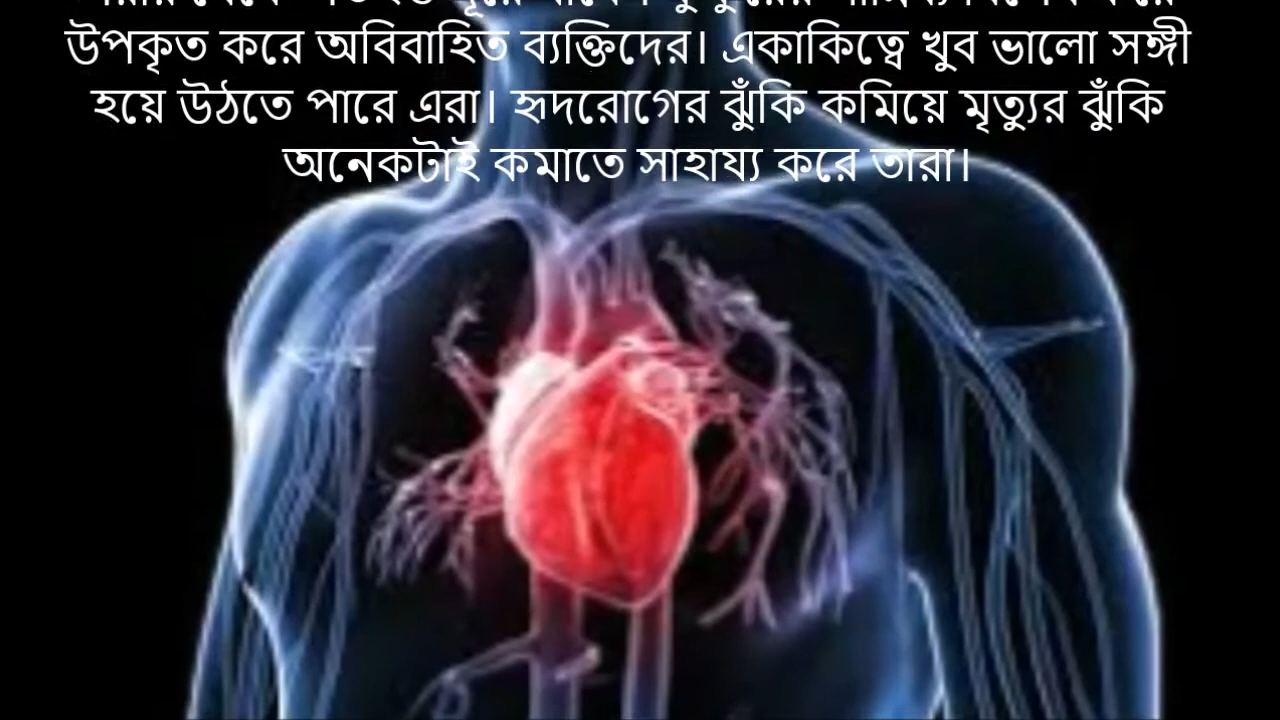 উপকৃত করে অবিবাহিত ব্যক্তিদের। একাকিত্বে খুব ভালো সঙ্গী
হয়ে উঠতে পারে এরা। হৃদরোগের ঝুঁকি কমিয়ে মৃত্যুর ঝুঁকি
অনেকটাই কমাতে সাহায্য করে তারা।